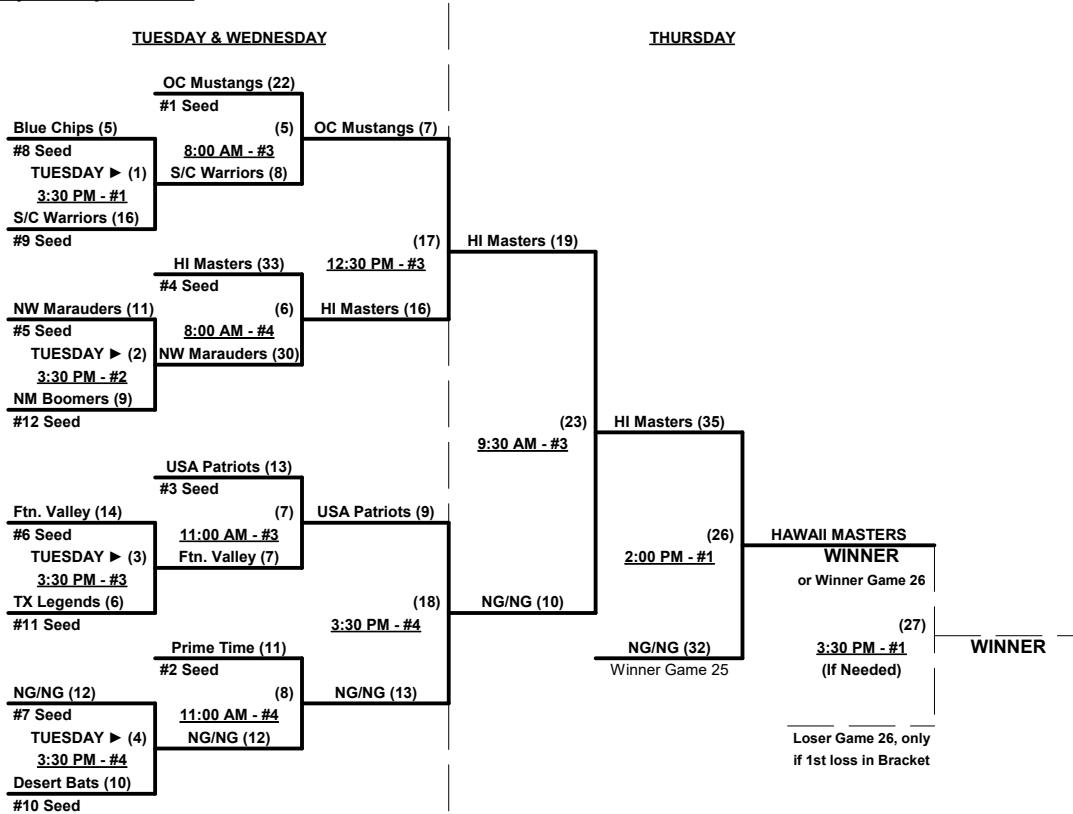 TUESDAY & WEDNESDAY
THURSDAY
OC Mustangs (22)
#1 Seed
Blue Chips (5)
(5)
OC Mustangs (7)
#8 Seed
8:00 AM - #3
TUESDAY ► (1)
S/C Warriors (8)
3:30 PM - #1
S/C Warriors (16)
#9 Seed
(17)
HI Masters (19)
12:30 PM - #3
HI Masters (33)
#4 Seed
NW Marauders (11)
(6)
HI Masters (16)
#5 Seed
8:00 AM - #4
TUESDAY ► (2)
NW Marauders (30)
3:30 PM - #2
NM Boomers (9)
#12 Seed
(23)
HI Masters (35)
9:30 AM - #3
USA Patriots (13)
#3 Seed
Ftn. Valley (14)
(7)
USA Patriots (9)
#6 Seed
11:00 AM - #3
TUESDAY ► (3)
Ftn. Valley (7)
3:30 PM - #3
TX Legends (6)
#11 Seed
(26)
HAWAII MASTERS
2:00 PM - #1
WINNER
or Winner Game 26
(18)
NG/NG (10)
3:30 PM - #4
(27)
3:30 PM - #1
WINNER
(If Needed)
Prime Time (11)
#2 Seed
NG/NG (32)
Winner Game 25
NG/NG (12)
(8)
NG/NG (13)
#7 Seed
11:00 AM - #4
TUESDAY ► (4)
NG/NG (12)
3:30 PM - #4
Desert Bats (10)
#10 Seed
Loser Game 26, only
if 1st loss in Bracket